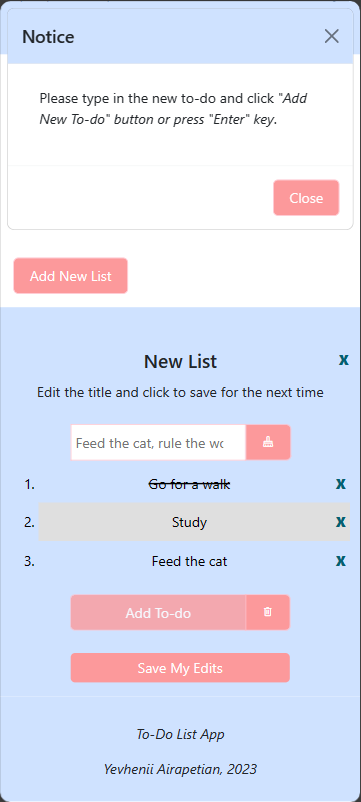 Notice
Please type in the new to-do and click "Add
New To-do" button or press "Enter" key.
Close
Add New List
New List
X
Edit the title and click to save for the next time
Feed the cat, rule the wo
1. Go for a walk X
2. Study X
3. Feed the cat X
Add To-do
Save My Edits
To-Do List App
Yevhenii Airapetian, 2023